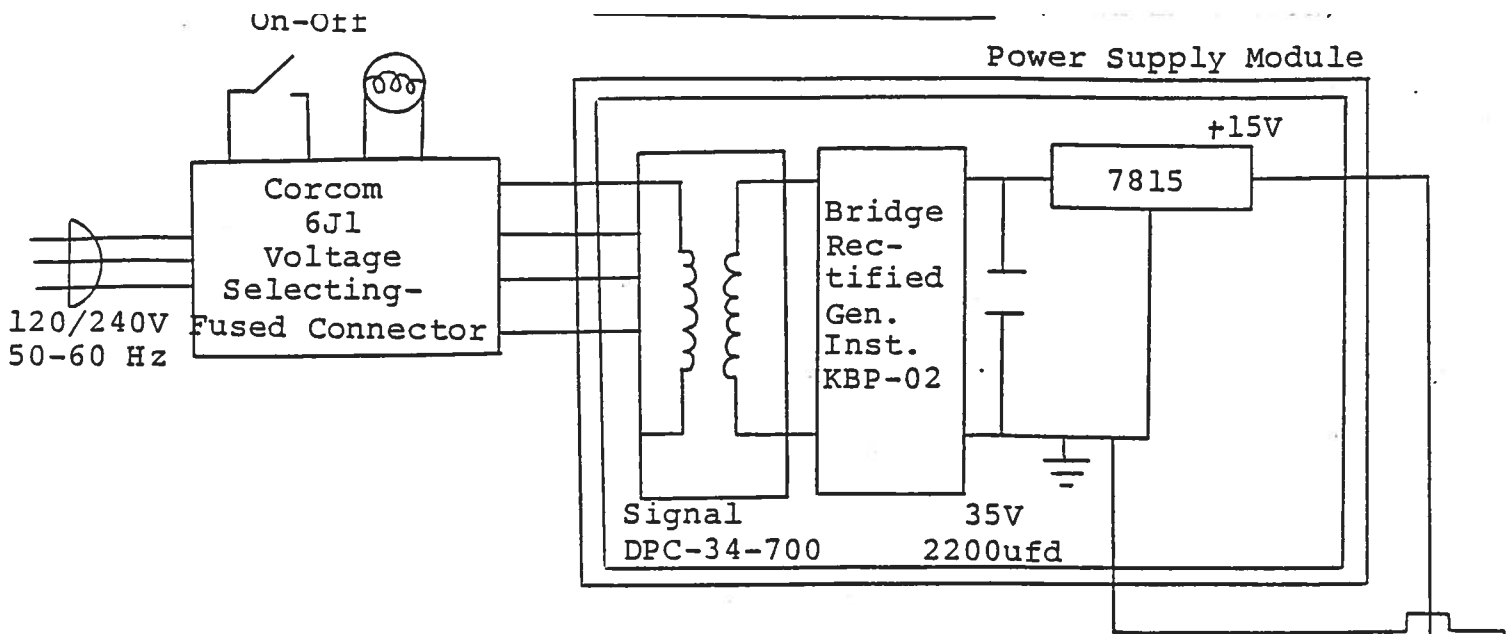 On-Off
Power Supply Module
+15V
7815
Corcom
6J1
Voltage
Selecting-
Fused Connector
120/240V
50-60 Hz
Bridge
Rec-
tified
Gen.
Inst.
KBP-02
Signal
DPC-34-700
35V
2200ufd